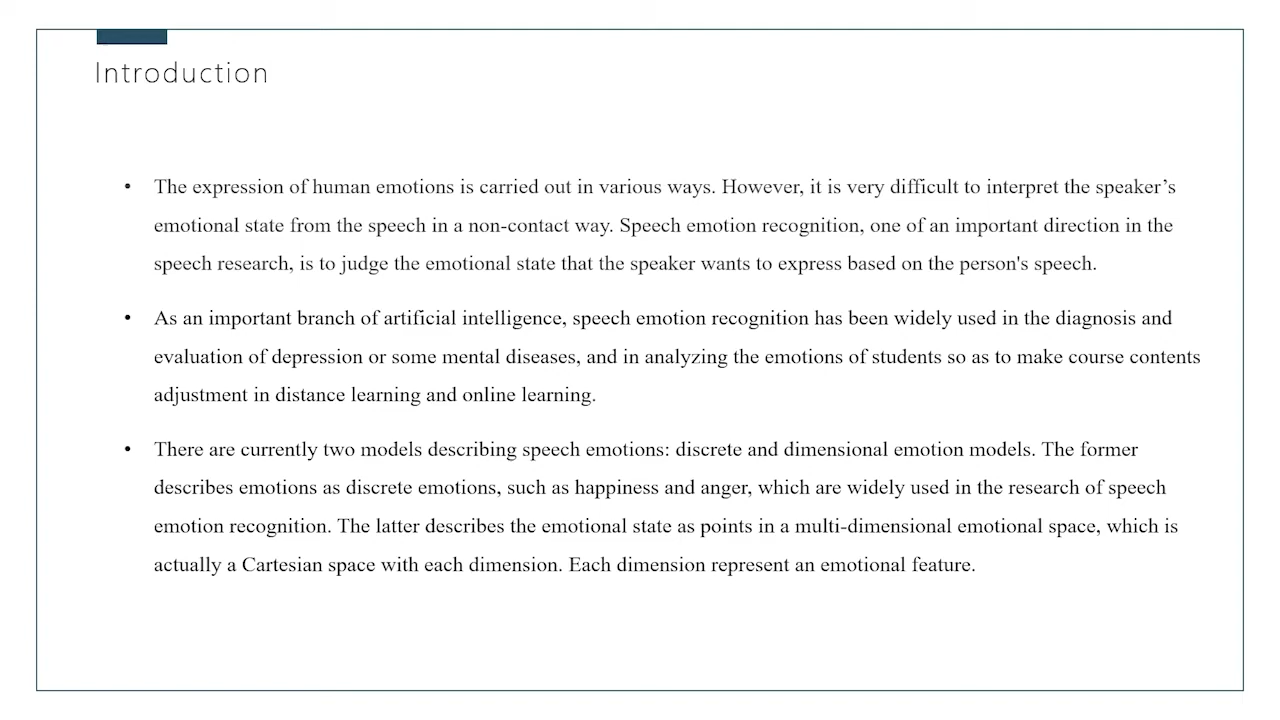 Introduction
• The expression of human emotions is carried out in various ways. However, it is very difficult to interpret the speaker’s
emotional state from the speech in a non-contact way. Speech emotion recognition, one of an important direction in the
speech research, is to judge the emotional state that the speaker wants to express based on the person's speech.
• As an important branch of artificial intelligence, speech emotion recognition has been widely used in the diagnosis and
evaluation of depression or some mental diseases, and in analyzing the emotions of students so as to make course contents
adjustment in distance learning and online learning.
• There are currently two models describing speech emotions: discrete and dimensional emotion models. The former
describes emotions as discrete emotions, such as happiness and anger, which are widely used in the research of speech
emotion recognition. The latter describes the emotional state as points in a multi-dimensional emotional space, which is
actually a Cartesian space with each dimension. Each dimension represent an emotional feature.